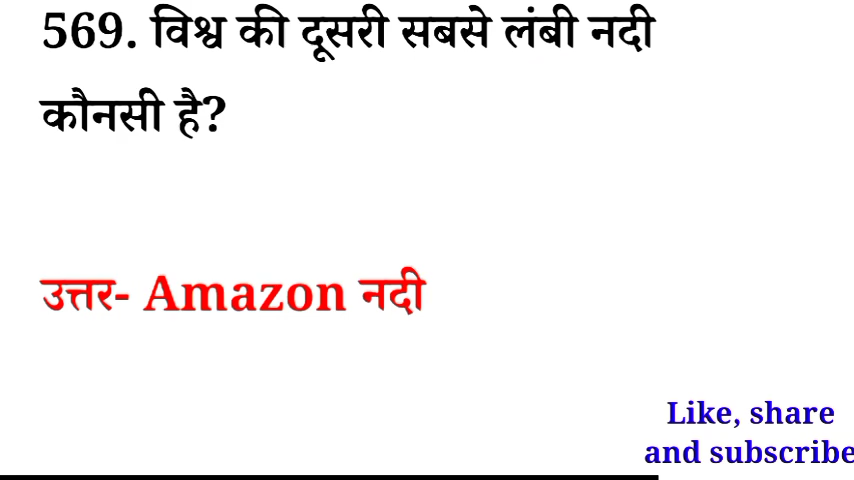 569. विश्व की दूसरी सबसे लंबी नदी
कौनसी है?
उत्तर- Amazon नदी
Like, share
and subscribe